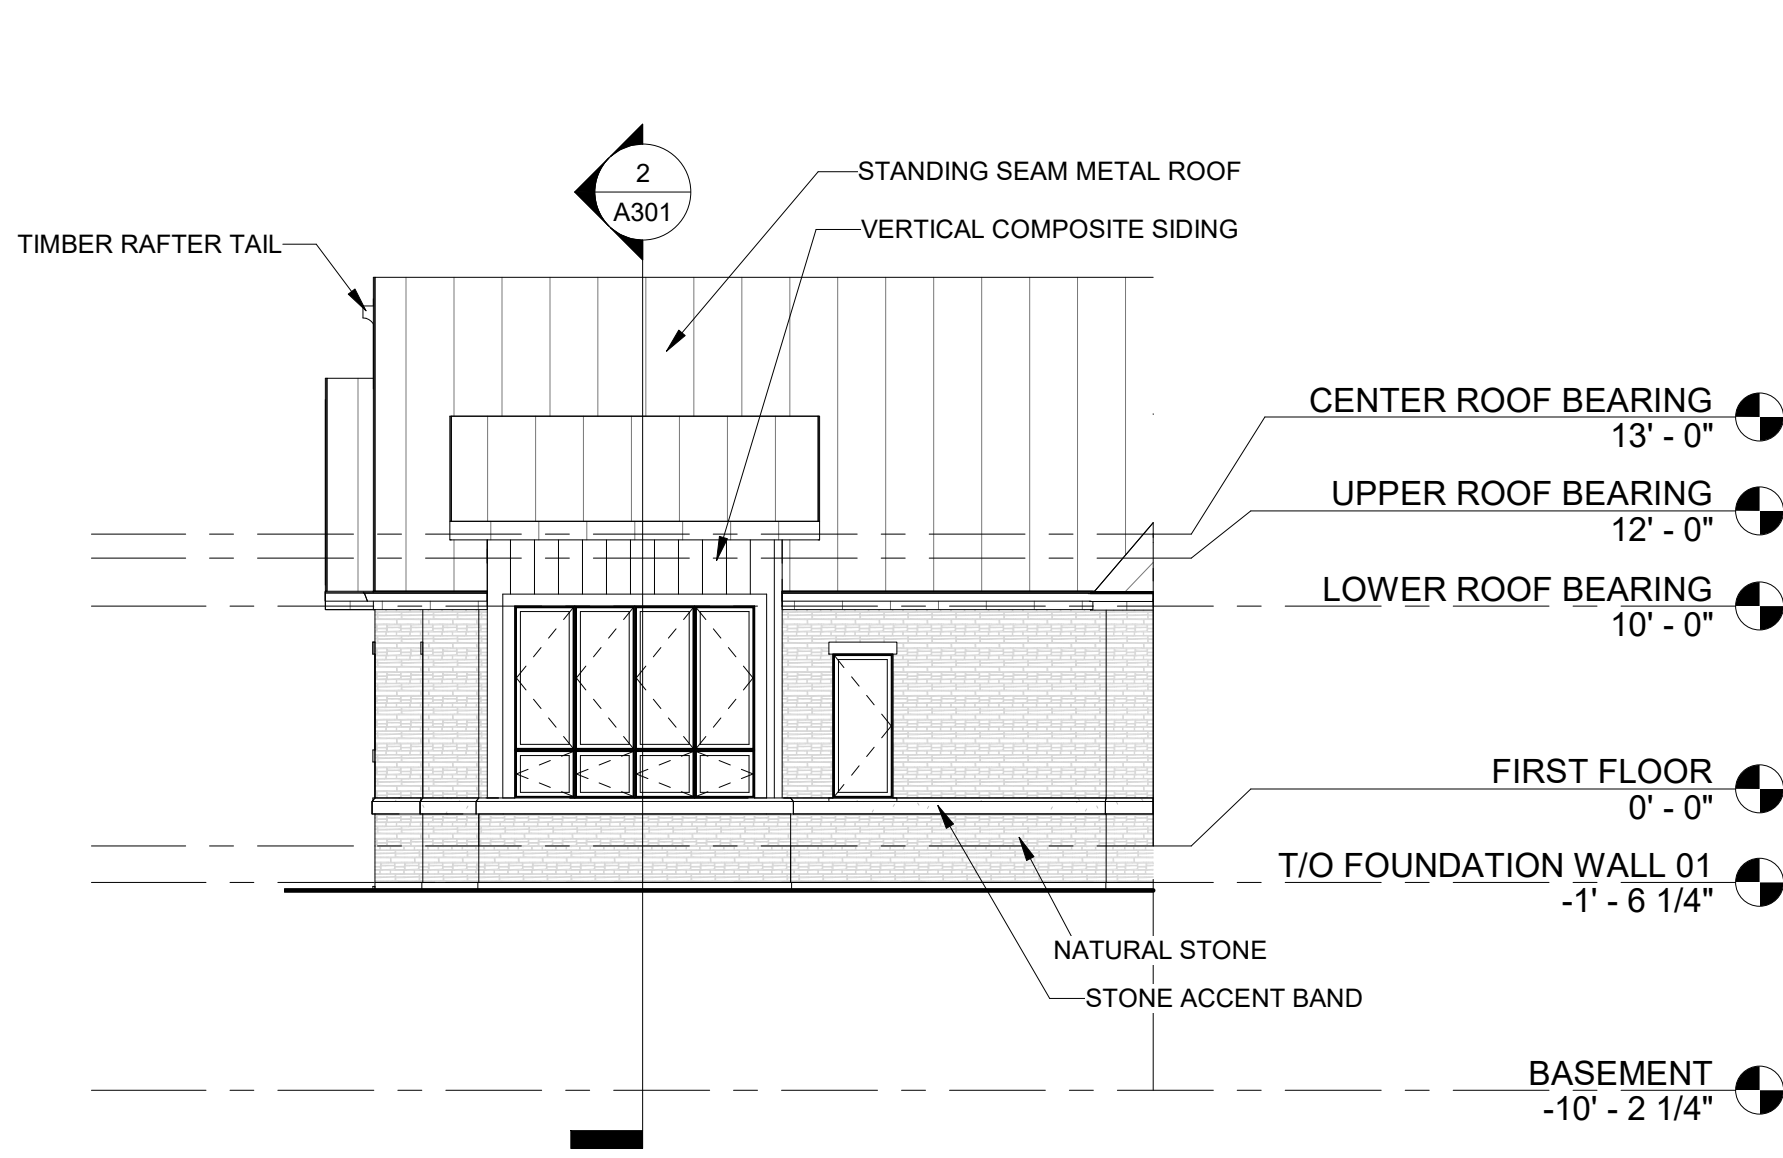 2
A301
STANDING SEAM METAL ROOF
VERTICAL COMPOSITE SIDING
TIMBER RAFTER TAIL
CENTER ROOF BEARING
13' - 0"
UPPER ROOF BEARING
12' - 0"
LOWER ROOF BEARING
10' - 0"
FIRST FLOOR
0' - 0"
T/O FOUNDATION WALL 01
-1' - 6 1/4"
NATURAL STONE
STONE ACCENT BAND
BASEMENT
-10' - 2 1/4"